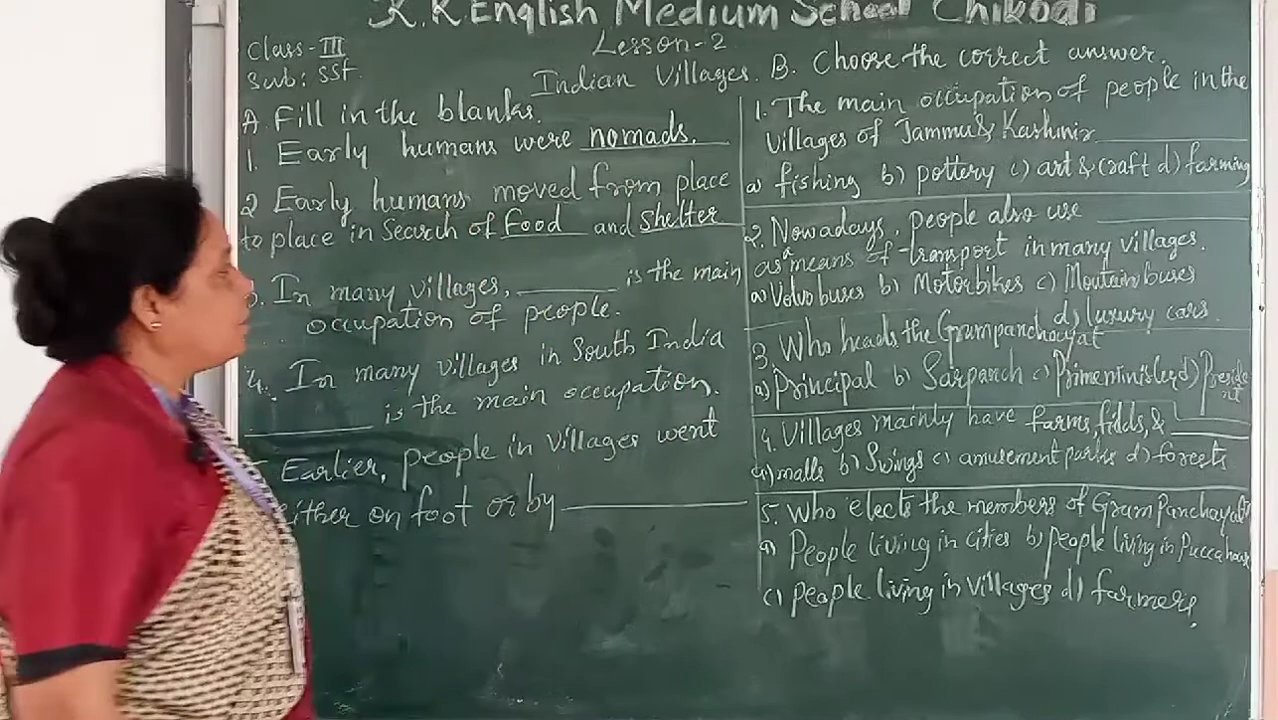 K.K English Medium School Chikodi
Class-III
Lesson-2
Sub: SST.
Indian Villages.
A. Fill in the blanks.
1. Early humans were nomads.
2 Early humans moved from place
to place in search of Food and Shelter
3. In many villages, ______ is the main
occupation of people.
4. In many villages in South India
______ is the main occupation.
Earlier, people in villages went
either on foot or by ______
B. Choose the correct answer.
1. The main occupation of people in the
villages of Jammu & Kashmir ______
a) fishing b) pottery c) art & craft d) farming
2. Nowadays, people also use ______
as a means of transport in many villages.
a) Volvo buses b) Motorbikes c) Mountain buses
d) luxury cars.
3. Who heads the Grampanchayat
a) Principal b) Sarpanch c) Primeminister d) President
4. Villages mainly have farms, fields, & ______
a) malls b) Swings c) amusement parks d) forests
5. Who elects the members of Gram Panchayat
a) People living in cities b) people living in Pucca house
c) people living in villages d) farmers.